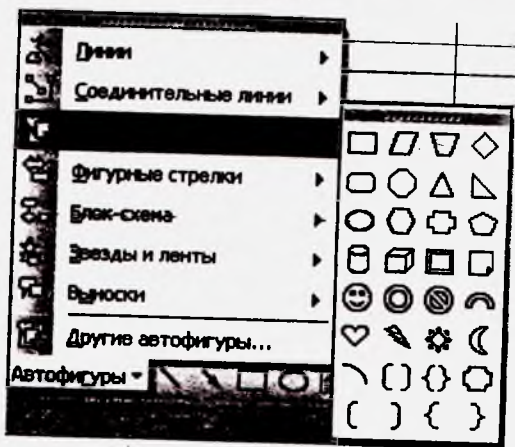 Линии
Соединительные линии
Фигурные стрелки
Блок-схема
Звезды и ленты
Выноски
Другие автофигуры...
Автофигуры